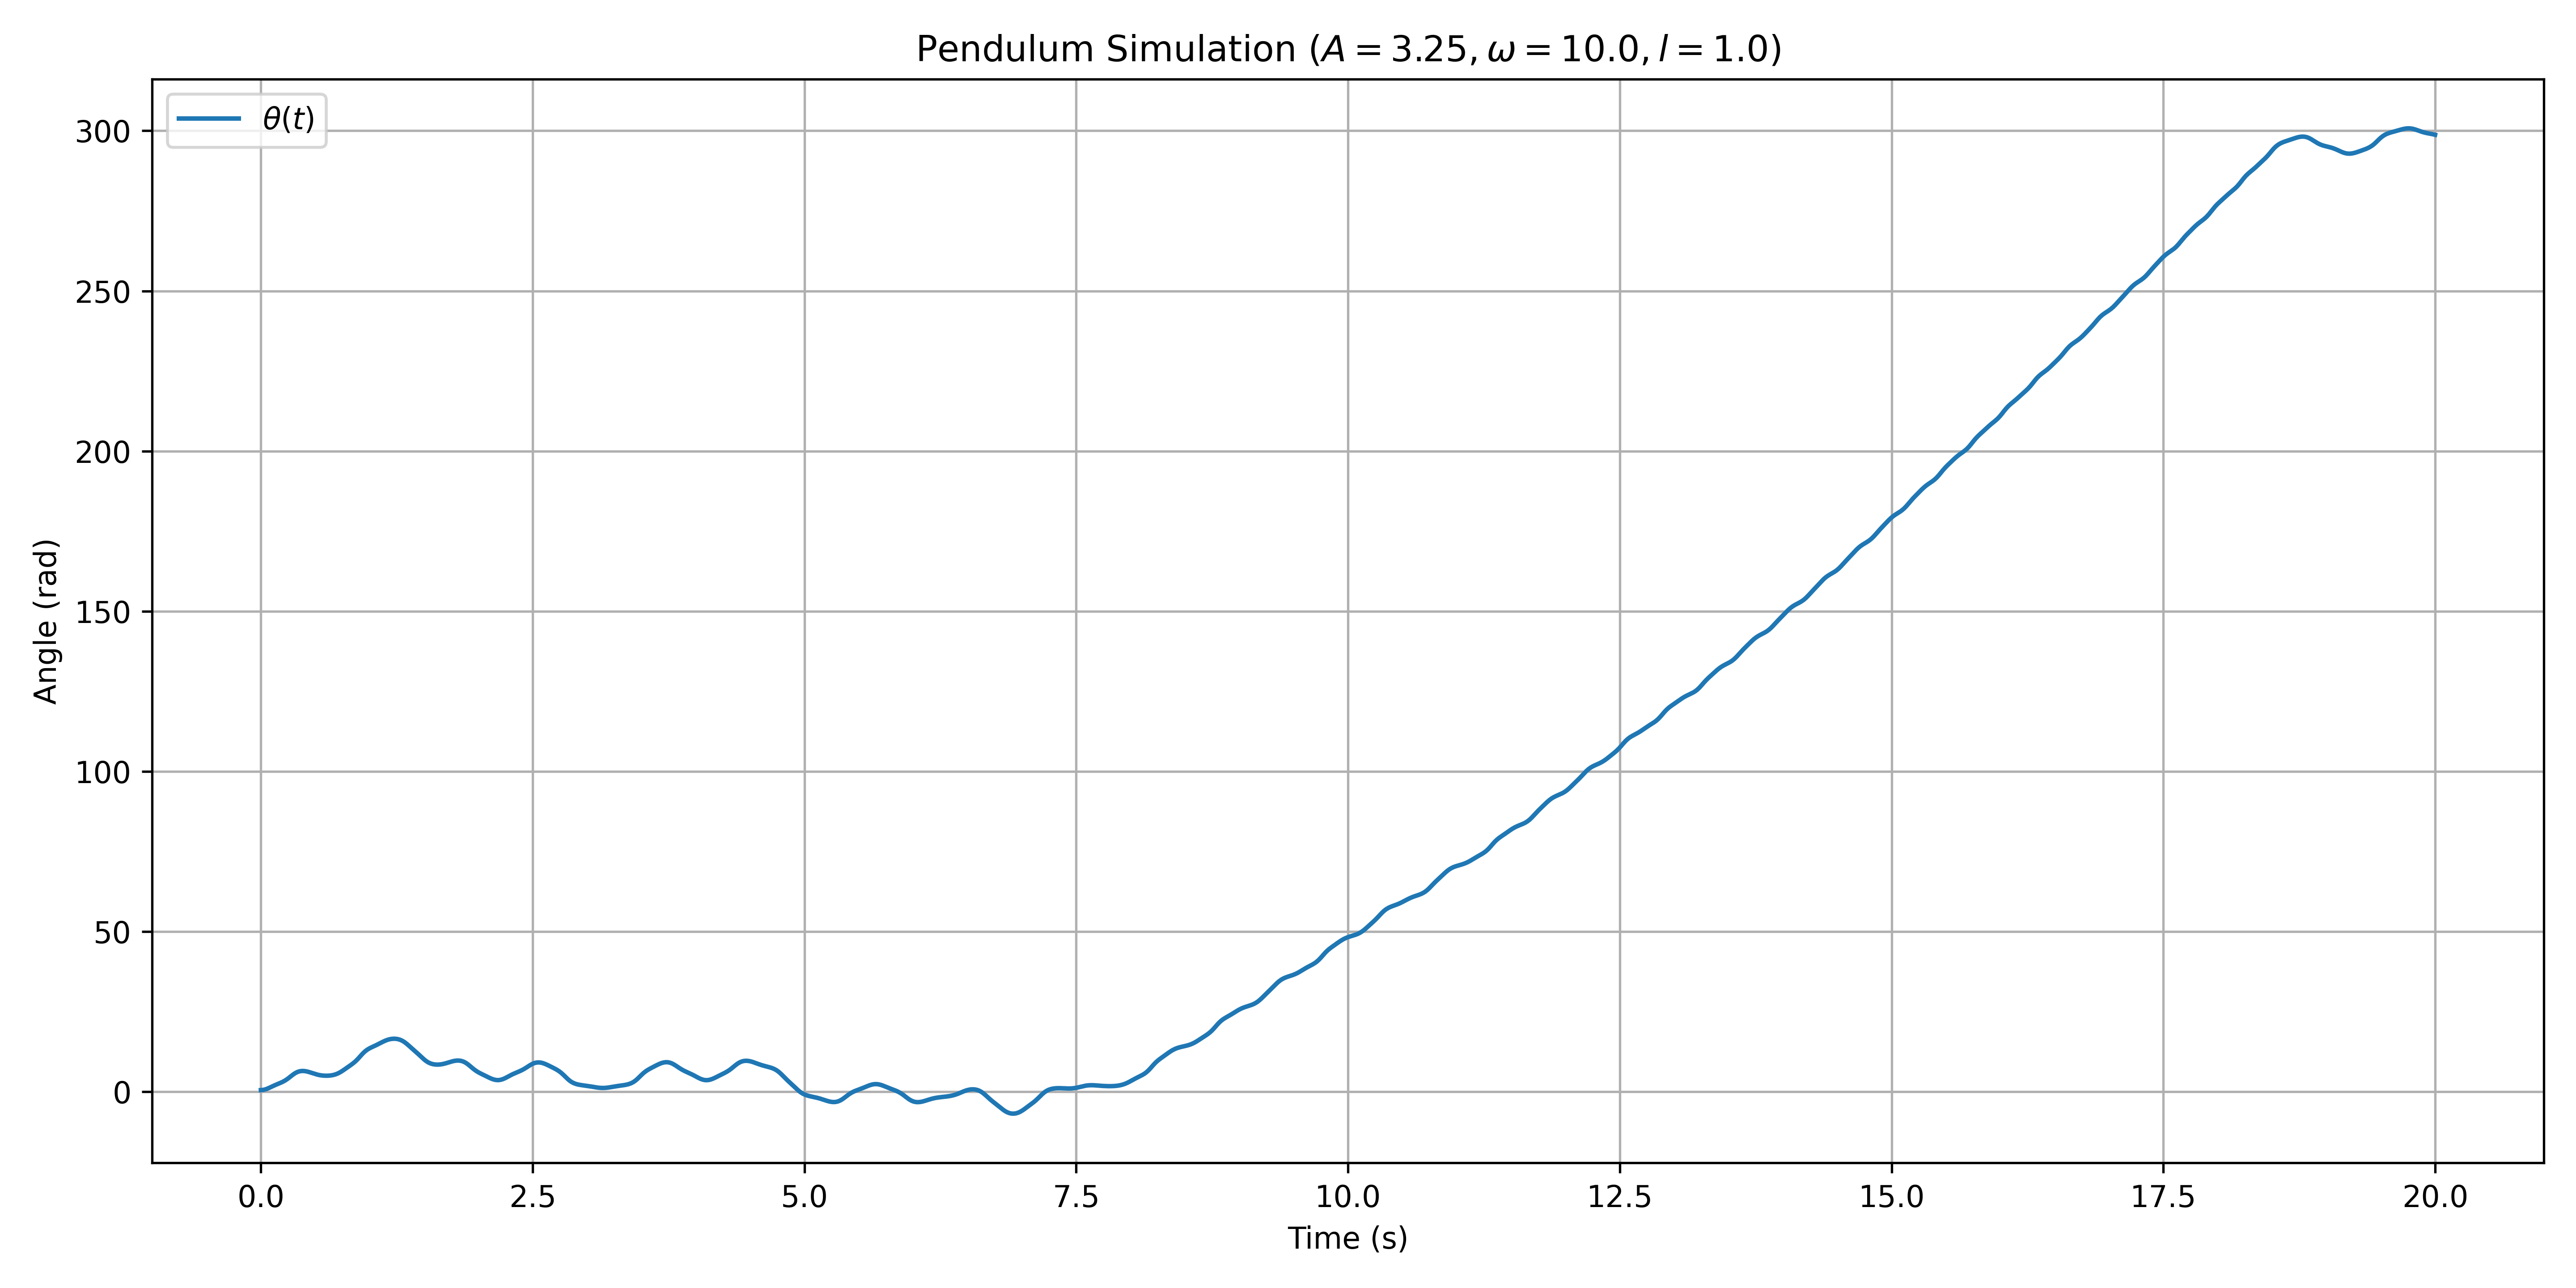 Pendulum Simulation (A = 3.25, ω = 10.0, l = 1.0)
θ(t)
Angle (rad)
300
250
200
150
100
50
0
0.0 2.5 5.0 7.5 10.0 12.5 15.0 17.5 20.0
Time (s)